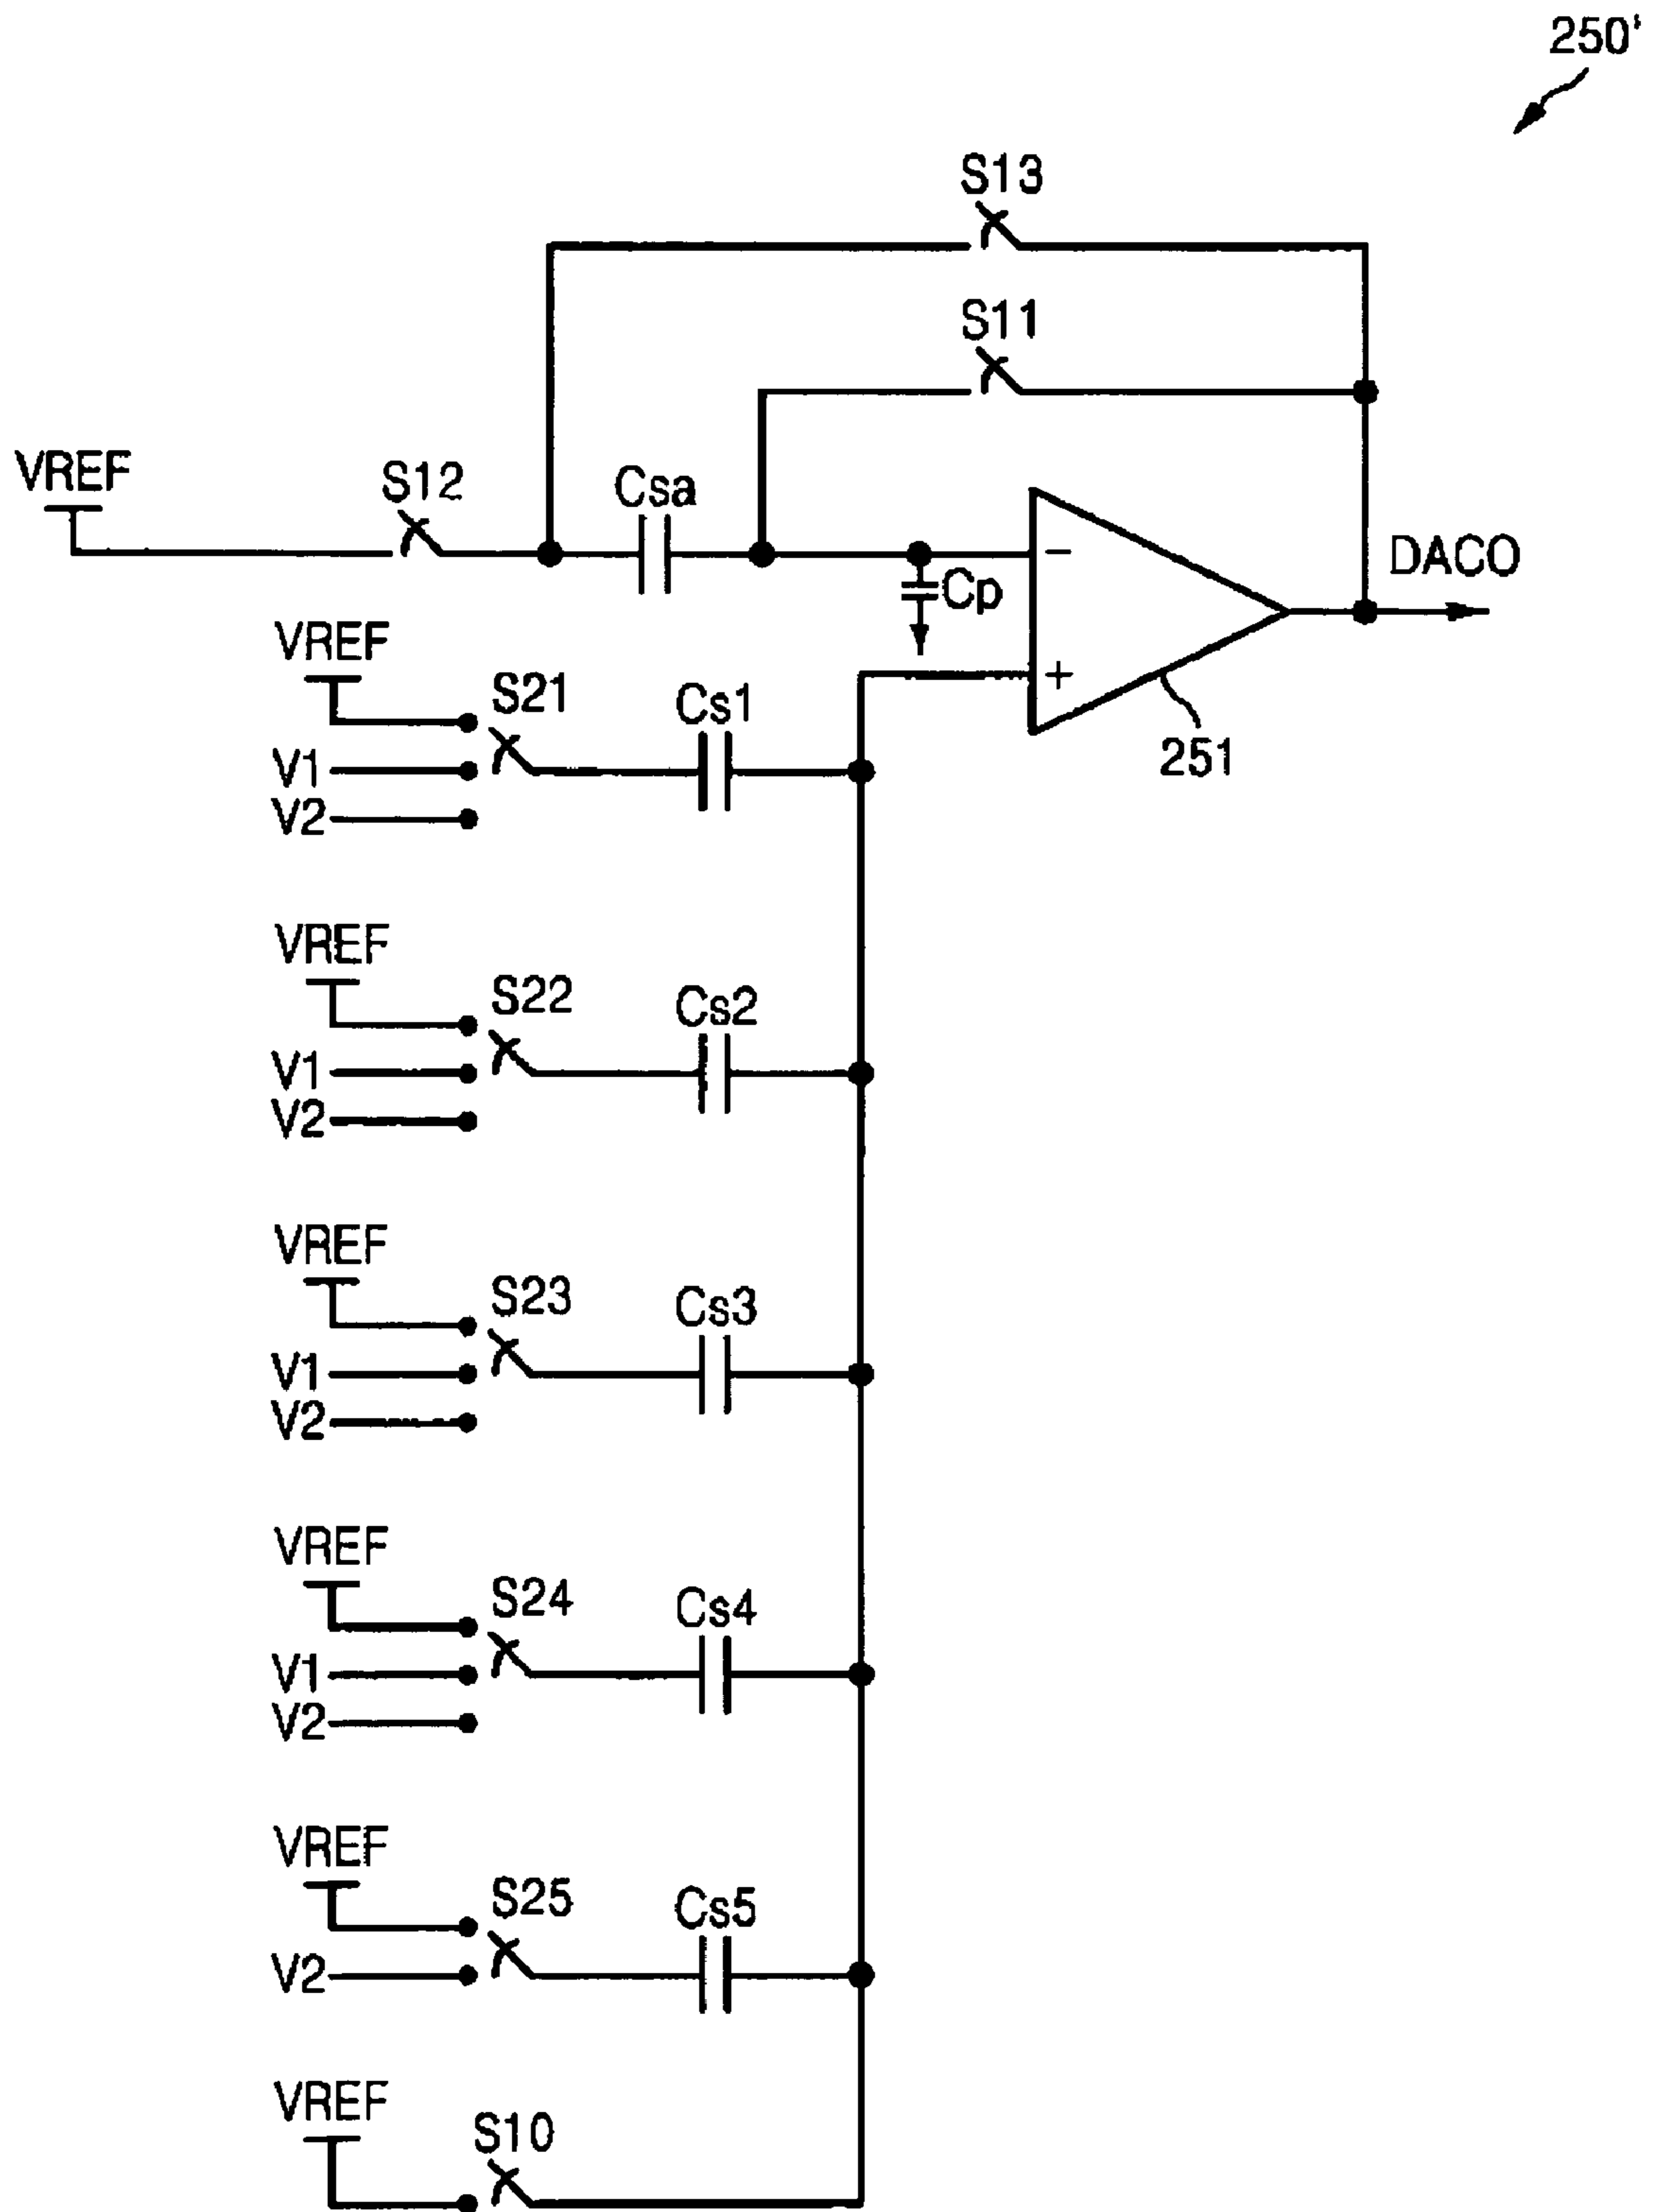 250'
S13
S11
VREF
S12
Csa
Cp
−
+
DACO
251
VREF
S21
Cs1
V1
V2
VREF
S22
Cs2
V1
V2
VREF
S23
Cs3
V1
V2
VREF
S24
Cs4
V1
V2
VREF
S25
Cs5
V2
VREF
S10